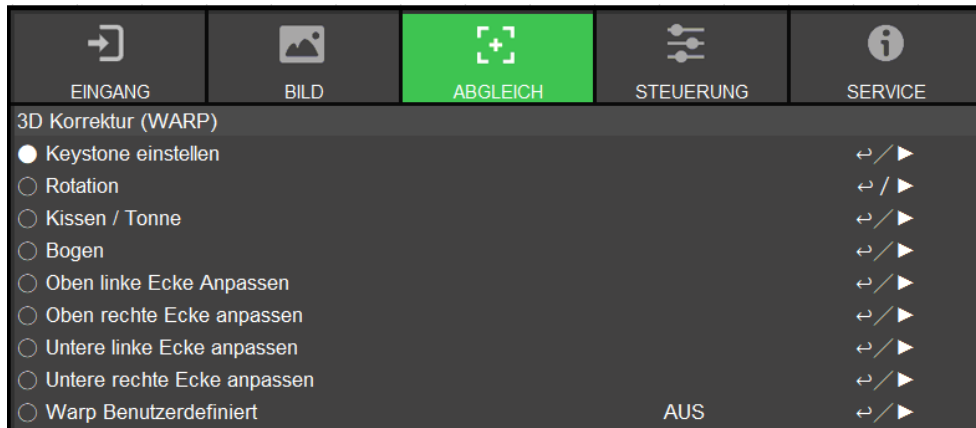 EINGANG BILD ABGLEICH STEUERUNG SERVICE
3D Korrektur (WARP)
Keystone einstellen
Rotation
Kissen / Tonne
Bogen
Oben linke Ecke Anpassen
Oben rechte Ecke anpassen
Untere linke Ecke anpassen
Untere rechte Ecke anpassen
Warp Benutzerdefiniert AUS